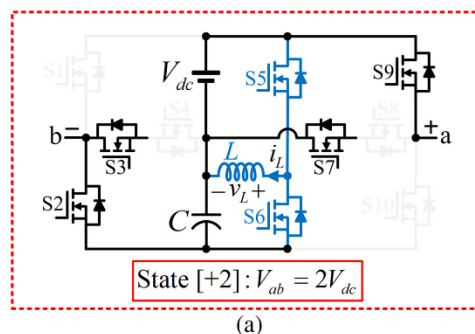 S1
V_dc
S5
S9
b
−
S4
S8
+
a
S3
L
i_L
S7
− v_L +
S2
C
S6
S10
State [+2] : V_ab = 2V_dc
(a)